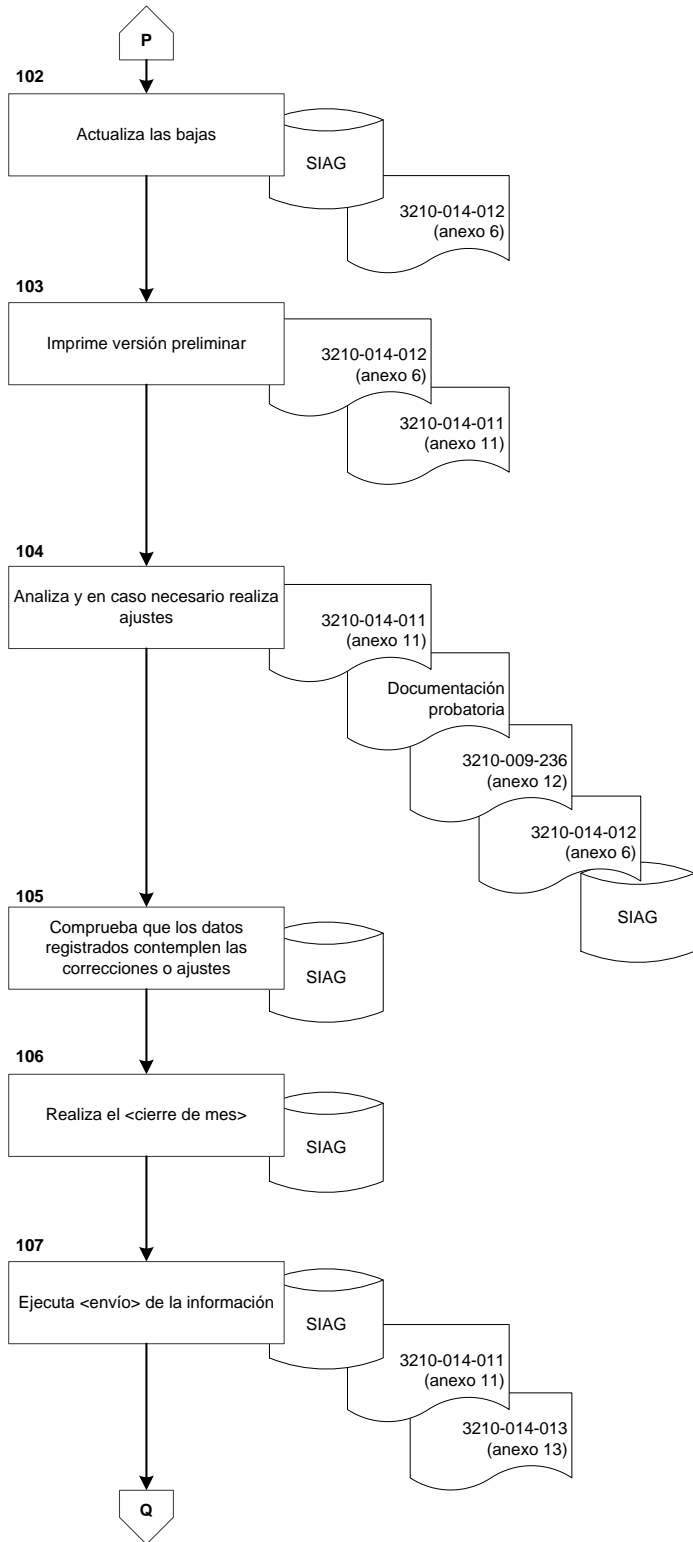 P
102
Actualiza las bajas
SIAG
3210-014-012
(anexo 6)
103
Imprime versión preliminar
3210-014-012
(anexo 6)
3210-014-011
(anexo 11)
104
Analiza y en caso necesario realiza
ajustes
3210-014-011
(anexo 11)
Documentación
probatoria
3210-009-236
(anexo 12)
3210-014-012
(anexo 6)
SIAG
105
Comprueba que los datos
registrados contemplen las
correcciones o ajustes
SIAG
106
Realiza el <cierre de mes>
SIAG
107
Ejecuta <envío> de la información
SIAG
3210-014-011
(anexo 11)
3210-014-013
(anexo 13)
Q